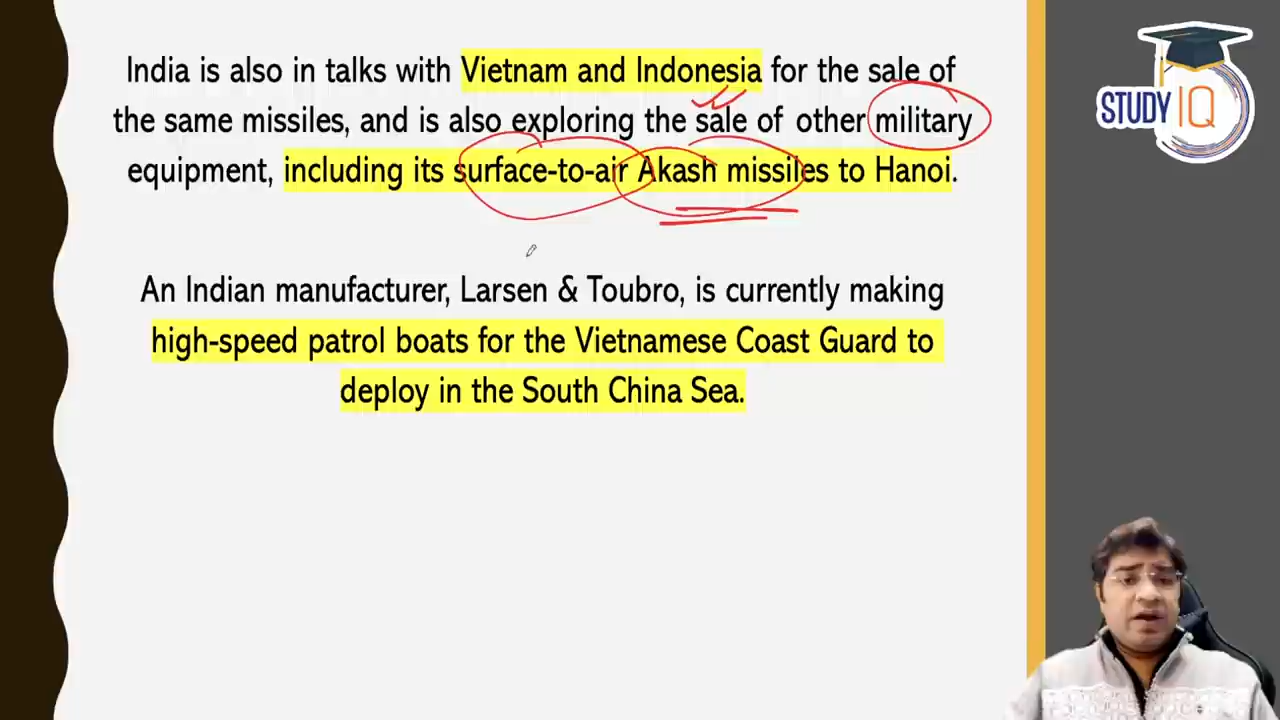 India is also in talks with Vietnam and Indonesia for the sale of
the same missiles, and is also exploring the sale of other military
equipment, including its surface-to-air Akash missiles to Hanoi.
An Indian manufacturer, Larsen & Toubro, is currently making
high-speed patrol boats for the Vietnamese Coast Guard to
deploy in the South China Sea.
STUDY IQ